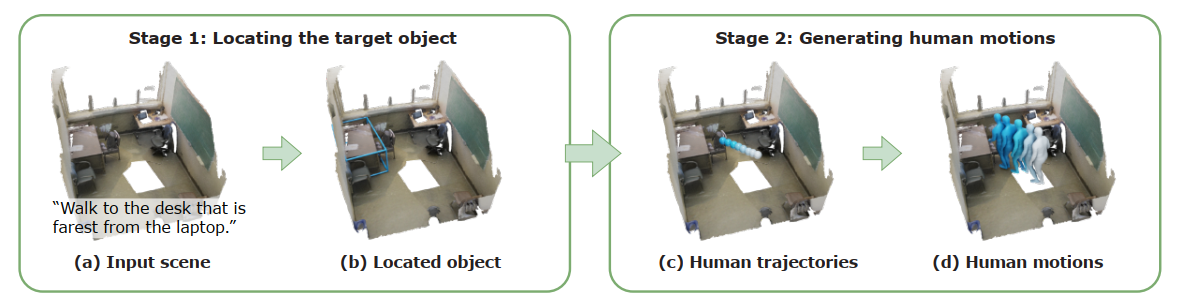 Stage 1: Locating the target object
“Walk to the desk that is
farest from the laptop.”
(a) Input scene
(b) Located object
Stage 2: Generating human motions
(c) Human trajectories
(d) Human motions